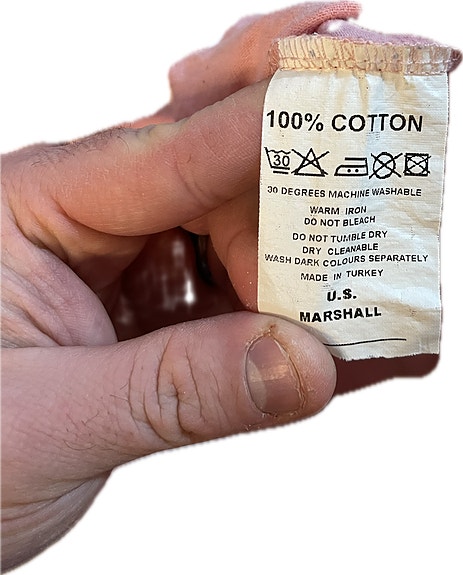 100% COTTON
30
30 DEGREES MACHINE WASHABLE
WARM IRON
DO NOT BLEACH
DO NOT TUMBLE DRY
DRY CLEANABLE
WASH DARK COLOURS SEPARATELY
MADE IN TURKEY
U.S.
MARSHALL